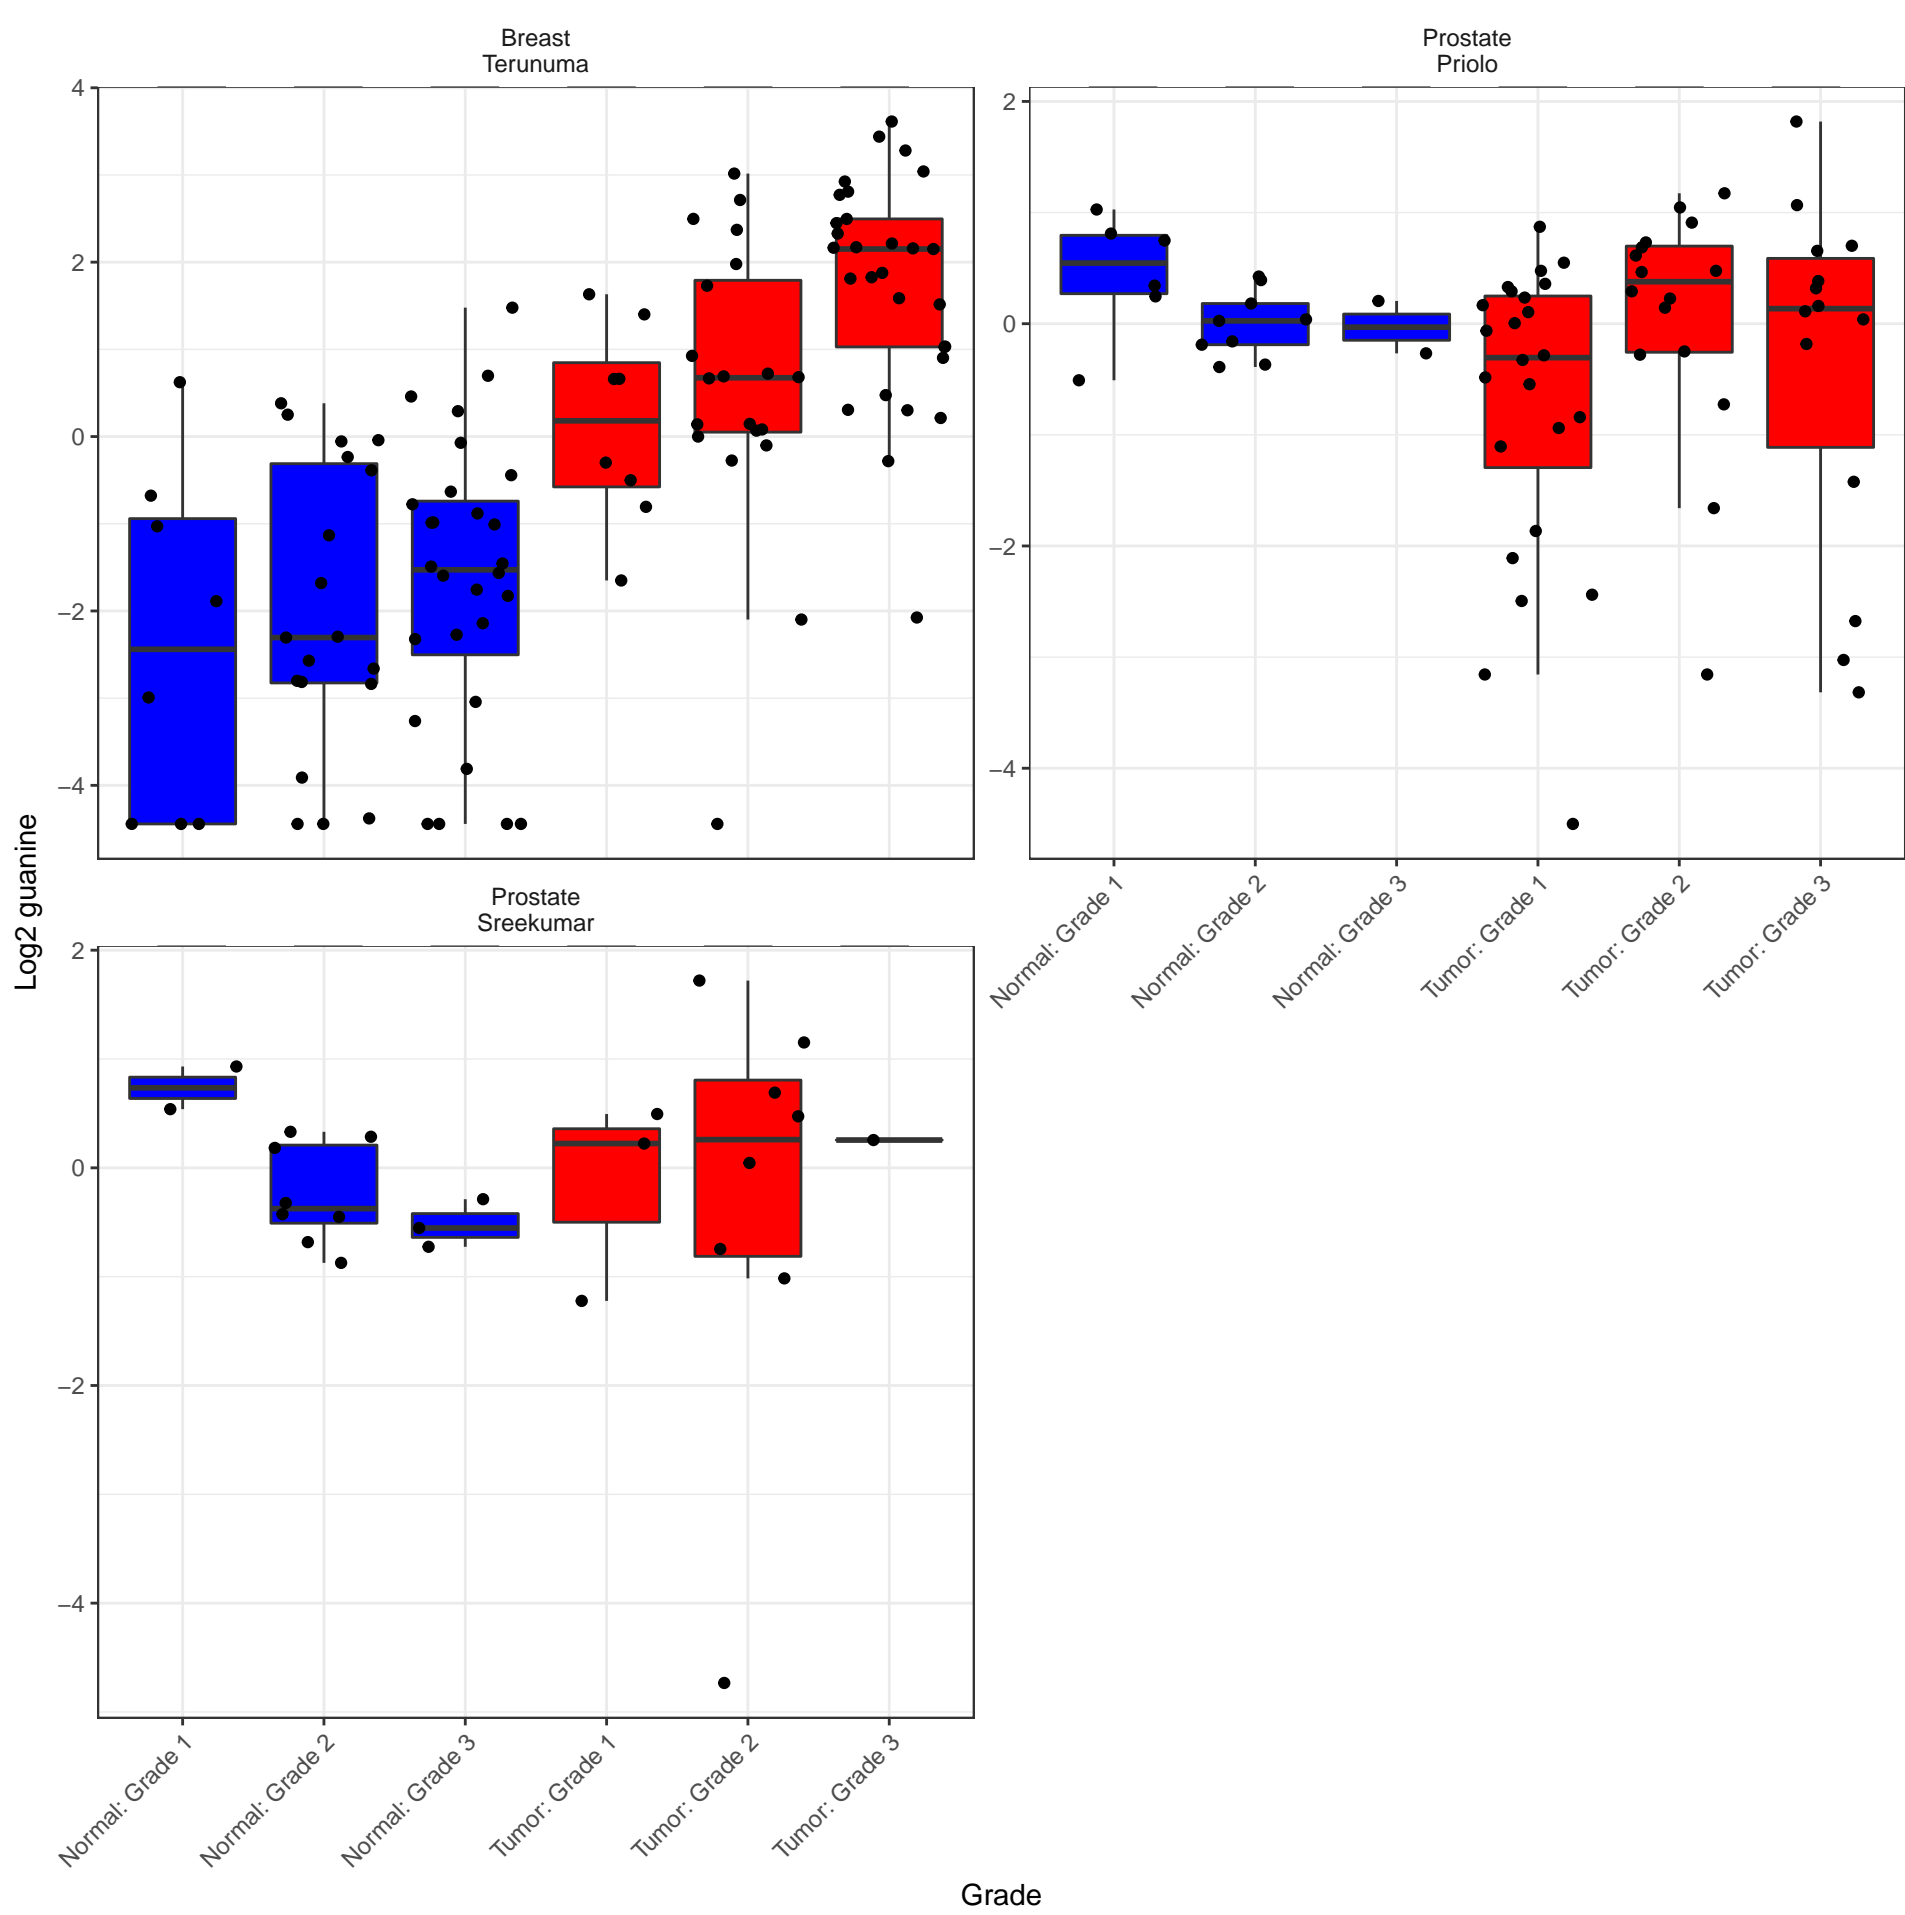 Breast
Terunuma
4
2
0
−2
−4
Prostate
Priolo
2
0
−2
−4
Normal: Grade 1
Normal: Grade 2
Normal: Grade 3
Tumor: Grade 1
Tumor: Grade 2
Tumor: Grade 3
Log2 guanine
Prostate
Sreekumar
2
0
−2
−4
Normal: Grade 1
Normal: Grade 2
Normal: Grade 3
Tumor: Grade 1
Tumor: Grade 2
Tumor: Grade 3
Grade